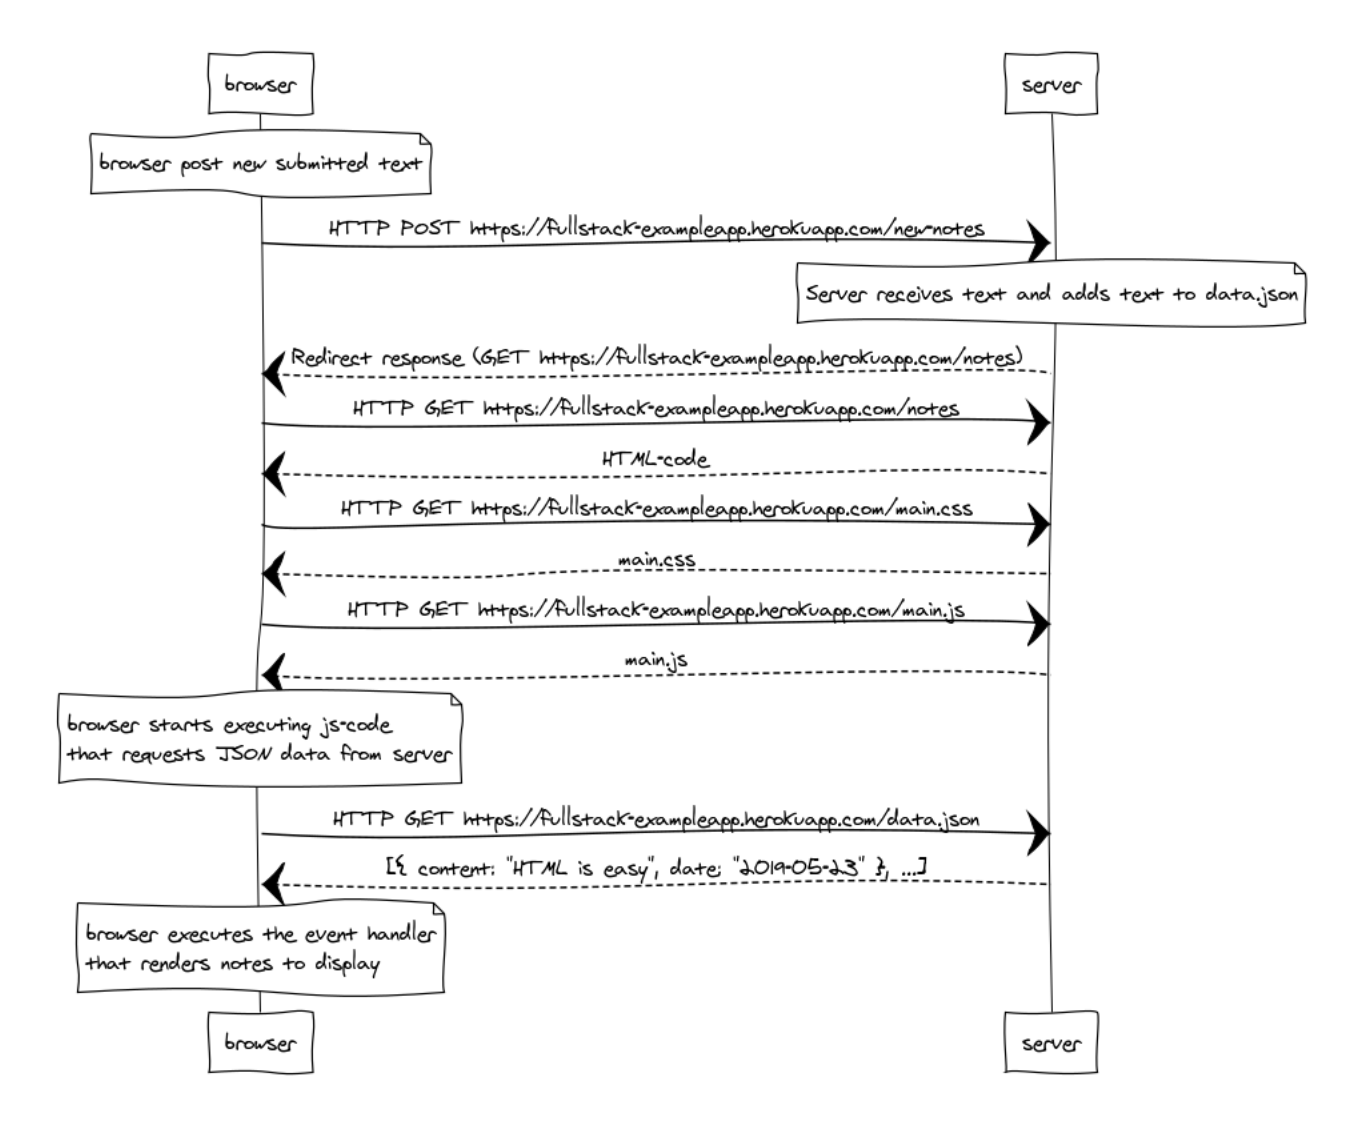 browser
server
browser post new submitted text
HTTP POST https://fullstack-exampleapp.herokuapp.com/new-notes
Server receives text and adds text to data.json
Redirect response (GET https://fullstack-exampleapp.herokuapp.com/notes)
HTTP GET https://fullstack-exampleapp.herokuapp.com/notes
HTML-code
HTTP GET https://fullstack-exampleapp.herokuapp.com/main.css
main.css
HTTP GET https://fullstack-exampleapp.herokuapp.com/main.js
main.js
browser starts executing js-code
that requests JSON data from server
HTTP GET https://fullstack-exampleapp.herokuapp.com/data.json
[{ content: "HTML is easy", date: "2019-05-23" }, ...]
browser executes the event handler
that renders notes to display
browser
server